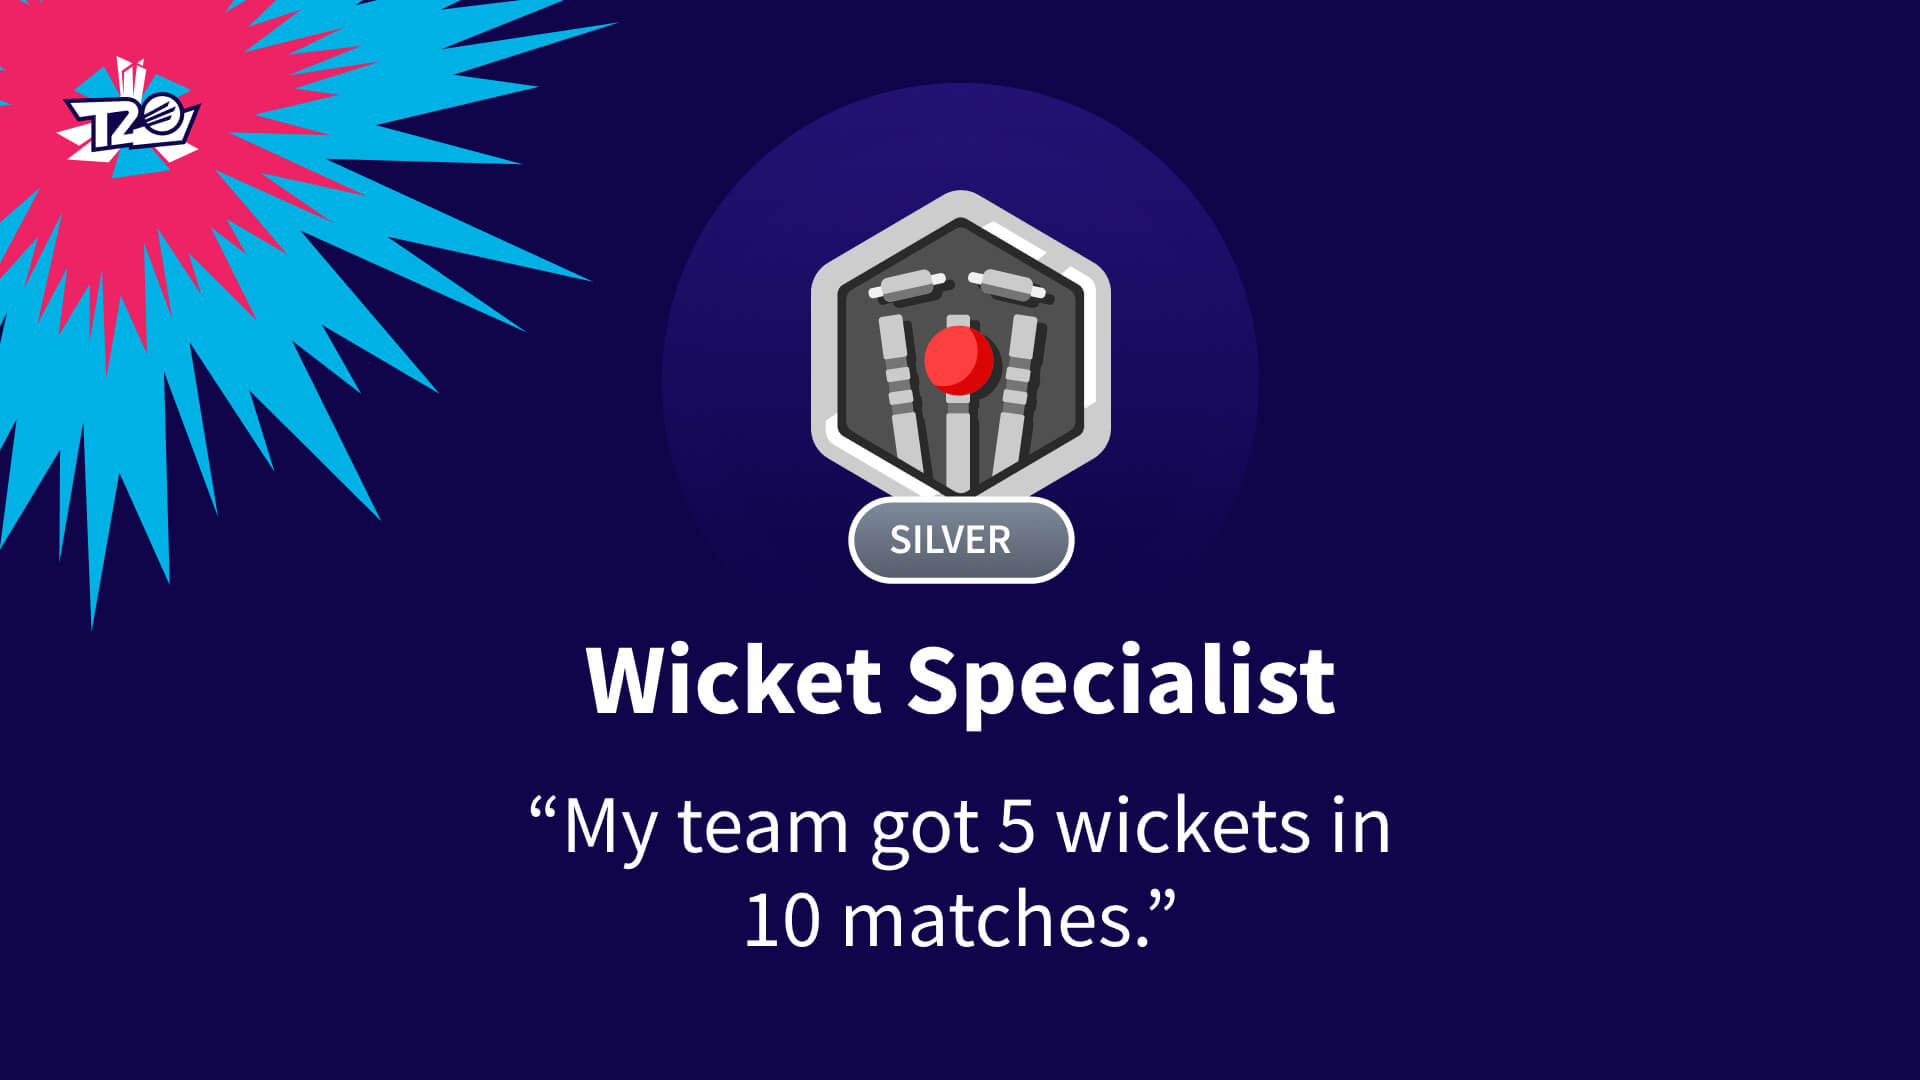 T20
SILVER
Wicket Specialist
“My team got 5 wickets in
10 matches.”